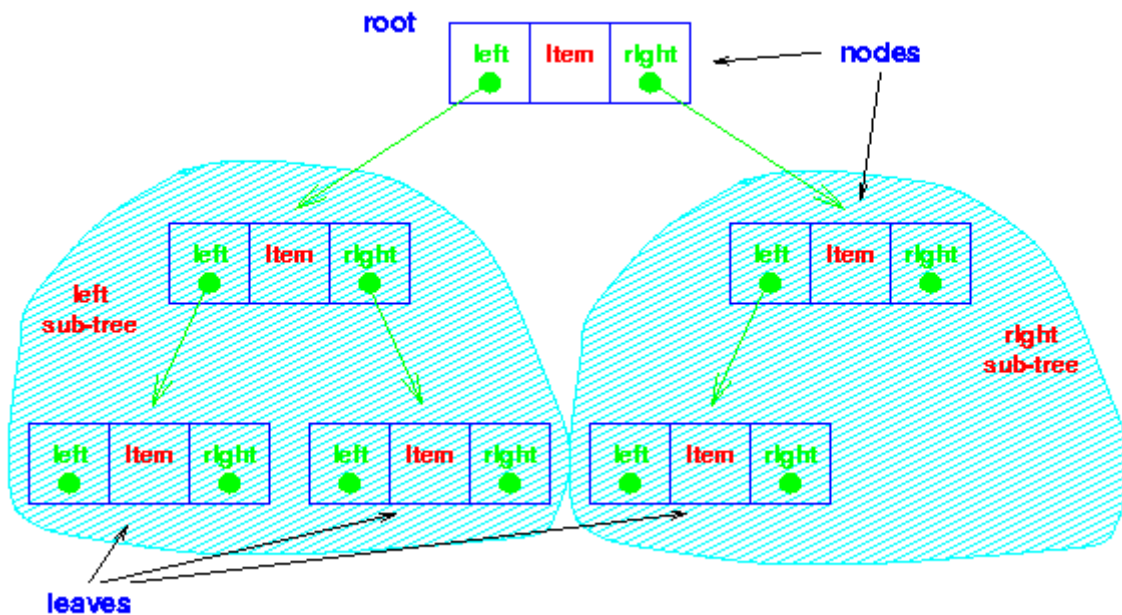 root
left Item right
nodes
left Item right
left Item right
left
sub-tree
right
sub-tree
left Item right
left Item right
left Item right
leaves